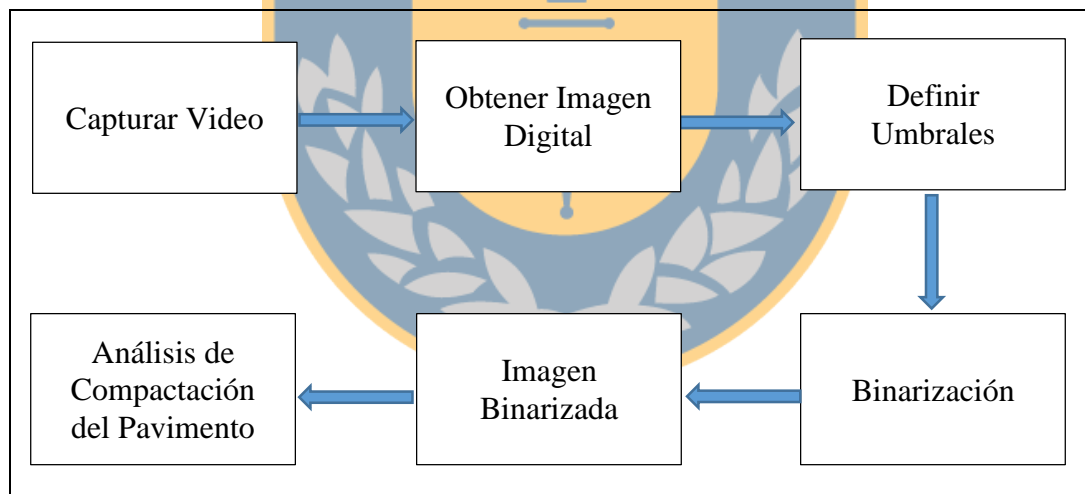 Capturar Video
Obtener Imagen
Digital
Definir
Umbrales
Binarización
Imagen
Binarizada
Análisis de
Compactación
del Pavimento